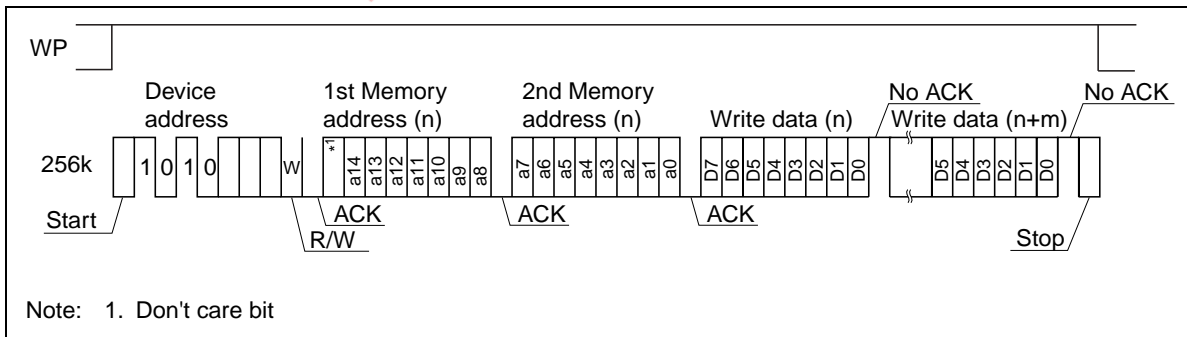 WP
Device address
1st Memory address (n)
2nd Memory address (n)
Write data (n)
No ACK
Write data (n+m)
No ACK
256k
1 0 1 0
W
*1 a14 a13 a12 a11 a10 a9 a8
a7 a6 a5 a4 a3 a2 a1 a0
D7 D6 D5 D4 D3 D2 D1 D0
D5 D4 D3 D2 D1 D0
Start
R/W
ACK
ACK
ACK
Stop
Note: 1. Don't care bit